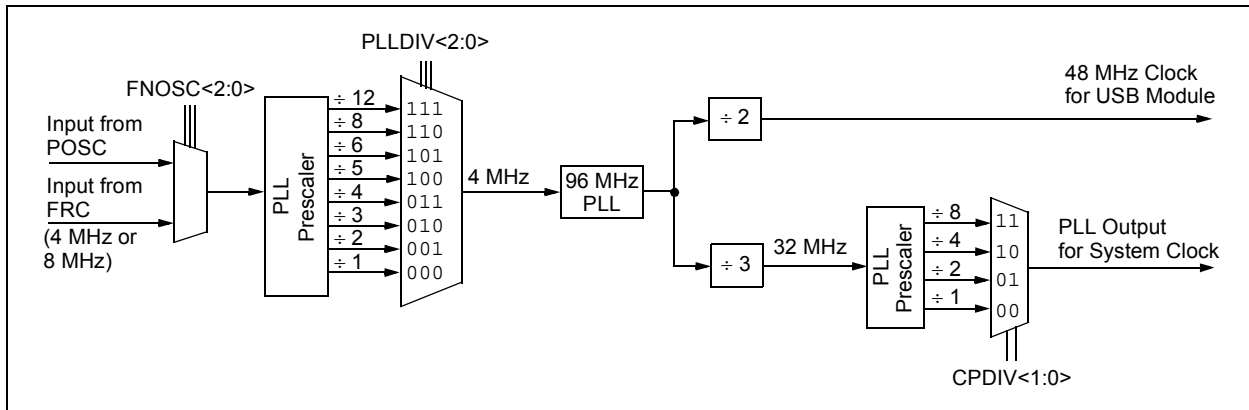 PLLDIV<2:0>
FNOSC<2:0>
Input from
POSC
Input from
FRC
(4 MHz or
8 MHz)
PLL
Prescaler
÷ 12
÷ 8
÷ 6
÷ 5
÷ 4
÷ 3
÷ 2
÷ 1
111
110
101
100
011
010
001
000
4 MHz
96 MHz
PLL
÷ 2
48 MHz Clock
for USB Module
÷ 3
32 MHz
PLL
Prescaler
÷ 8
÷ 4
÷ 2
÷ 1
11
10
01
00
PLL Output
for System Clock
CPDIV<1:0>